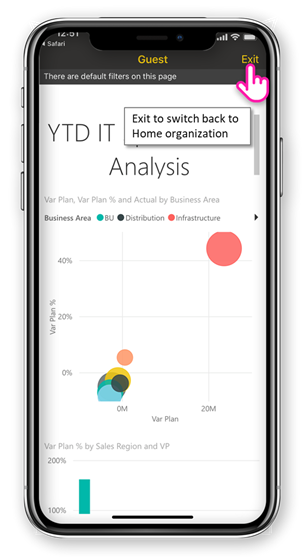 12:51
Safari
Guest
Exit
There are default filters on this page
Exit to switch back to
Home organization
YTD IT
Analysis
Var Plan, Var Plan % and Actual by Business Area
Business Area BU Distribution Infrastructure
40%
20%
0%
Var Plan %
0M 20M
Var Plan
Var Plan % by Sales Region and VP
200%
100%